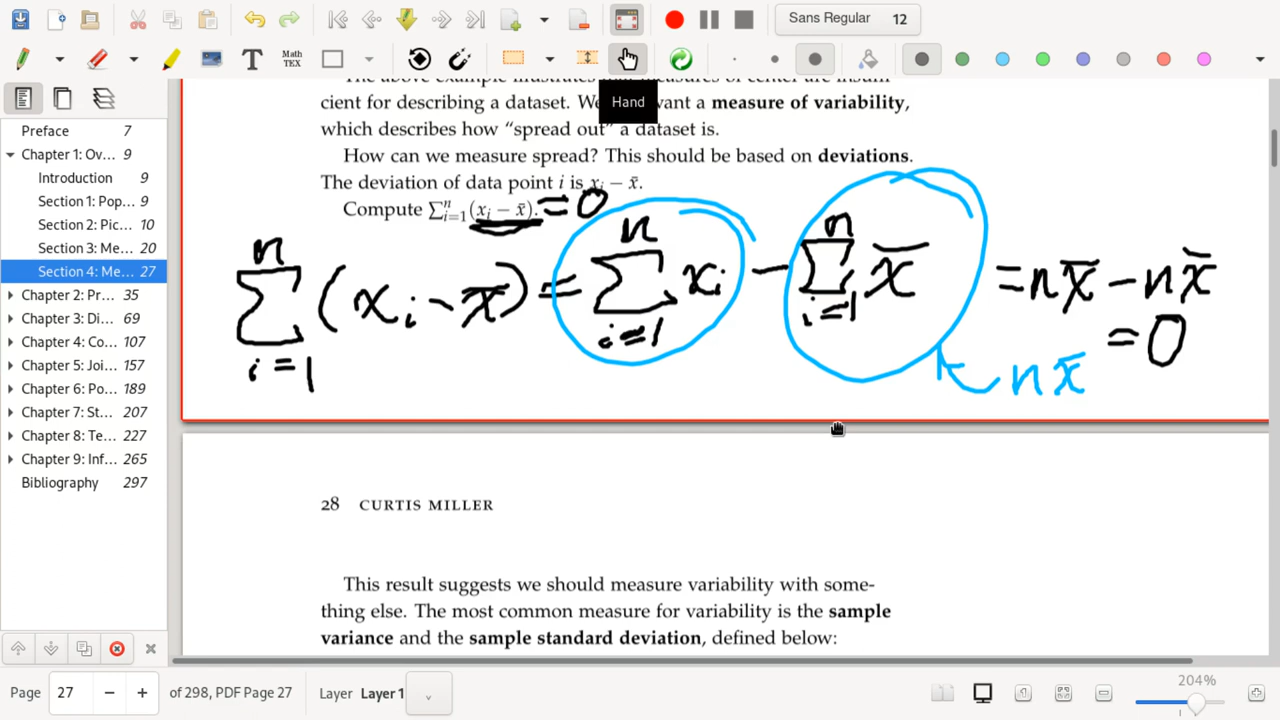 Sans Regular 12
T Math TEX
Preface 7
Chapter 1: Ov... 9
Introduction 9
Section 1: Pop... 9
Section 2: Pic... 10
Section 3: Me... 20
Section 4: Me... 27
Chapter 2: Pr... 35
Chapter 3: Di... 69
Chapter 4: Co... 107
Chapter 5: Joi... 157
Chapter 6: Po... 189
Chapter 7: St... 207
Chapter 8: Te... 227
Chapter 9: Inf... 265
Bibliography 297
Hand
cient for describing a dataset. We want a measure of variability,
which describes how “spread out” a dataset is.
How can we measure spread? This should be based on deviations.
The deviation of data point i is xᵢ − x̄.
Compute ∑ⁿᵢ₌₁(xᵢ − x̄). = 0
∑ⁿᵢ₌₁ (xᵢ − x̄) = ∑ⁿᵢ₌₁ xᵢ − ∑ⁿᵢ₌₁ x̄ = nx̄ − nx̄
= 0
nx̄
28 CURTIS MILLER
This result suggests we should measure variability with some-
thing else. The most common measure for variability is the sample
variance and the sample standard deviation, defined below:
Page 27 of 298, PDF Page 27 Layer Layer 1 204%